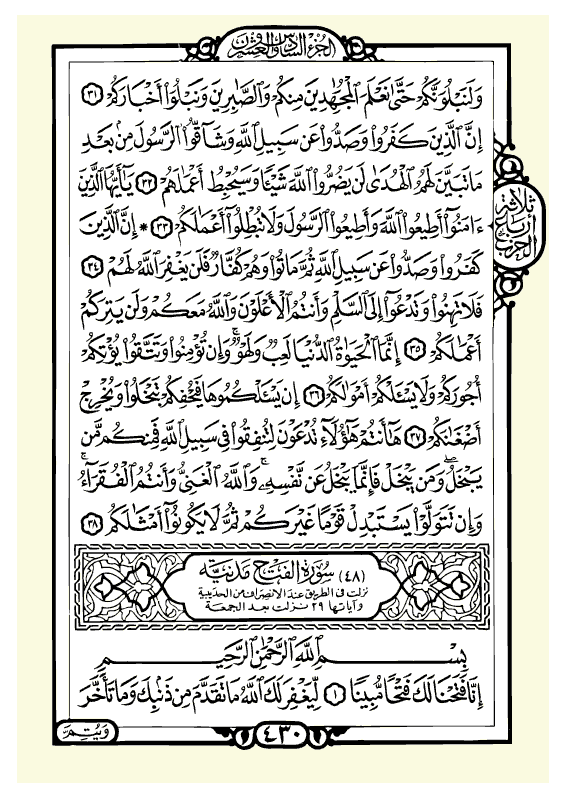 الجزء السادس والعشرون
وَلَنَبْلُوَنَّكُمْ حَتَّىٰ نَعْلَمَ ٱلْمُجَٰهِدِينَ مِنكُمْ وَٱلصَّٰبِرِينَ وَنَبْلُوَا۟ أَخْبَارَكُمْ ٣١
إِنَّ ٱلَّذِينَ كَفَرُوا۟ وَصَدُّوا۟ عَن سَبِيلِ ٱللَّهِ وَشَآقُّوا۟ ٱلرَّسُولَ مِنۢ بَعْدِ
مَا تَبَيَّنَ لَهُمُ ٱلْهُدَىٰ لَن يَضُرُّوا۟ ٱللَّهَ شَيْـًٔا وَسَيُحْبِطُ أَعْمَٰلَهُمْ ٣٢ يَٰٓأَيُّهَا ٱلَّذِينَ
ءَامَنُوٓا۟ أَطِيعُوا۟ ٱللَّهَ وَأَطِيعُوا۟ ٱلرَّسُولَ وَلَا تُبْطِلُوٓا۟ أَعْمَٰلَكُمْ ٣٣ * إِنَّ ٱلَّذِينَ
كَفَرُوا۟ وَصَدُّوا۟ عَن سَبِيلِ ٱللَّهِ ثُمَّ مَاتُوا۟ وَهُمْ كُفَّارٌ فَلَن يَغْفِرَ ٱللَّهُ لَهُمْ ٣٤
فَلَا تَهِنُوا۟ وَتَدْعُوٓا۟ إِلَى ٱلسَّلْمِ وَأَنتُمُ ٱلْأَعْلَوْنَ وَٱللَّهُ مَعَكُمْ وَلَن يَتِرَكُمْ
أَعْمَٰلَكُمْ ٣٥ إِنَّمَا ٱلْحَيَوٰةُ ٱلدُّنْيَا لَعِبٌ وَلَهْوٌ ۚ وَإِن تُؤْمِنُوا۟ وَتَتَّقُوا۟ يُؤْتِكُمْ
أُجُورَكُمْ وَلَا يَسْـَٔلْكُمْ أَمْوَٰلَكُمْ ٣٦ إِن يَسْـَٔلْكُمُوهَا فَيُحْفِكُمْ تَبْخَلُوا۟ وَيُخْرِجْ
أَضْغَٰنَكُمْ ٣٧ هَٰٓأَنتُمْ هَٰٓؤُلَآءِ تُدْعَوْنَ لِتُنفِقُوا۟ فِى سَبِيلِ ٱللَّهِ فَمِنكُم مَّن
يَبْخَلُ ۖ وَمَن يَبْخَلْ فَإِنَّمَا يَبْخَلُ عَن نَّفْسِهِۦ ۚ وَٱللَّهُ ٱلْغَنِىُّ وَأَنتُمُ ٱلْفُقَرَآءُ ۚ
وَإِن تَتَوَلَّوْا۟ يَسْتَبْدِلْ قَوْمًا غَيْرَكُمْ ثُمَّ لَا يَكُونُوٓا۟ أَمْثَٰلَكُم ٣٨
(٤٨) سورة الفتح مدنية
نزلت فى الطريق عند الانصراف من الحديبية
وآياتها ٢٩ نزلت بعد الجمعة
بِسْمِ ٱللَّهِ ٱلرَّحْمَٰنِ ٱلرَّحِيمِ
إِنَّا فَتَحْنَا لَكَ فَتْحًا مُّبِينًا ١ لِّيَغْفِرَ لَكَ ٱللَّهُ مَا تَقَدَّمَ مِن ذَنۢبِكَ وَمَا تَأَخَّرَ
ثلاثة
أرباع
الحزب
٤٣٠
وَيُتِمَّ